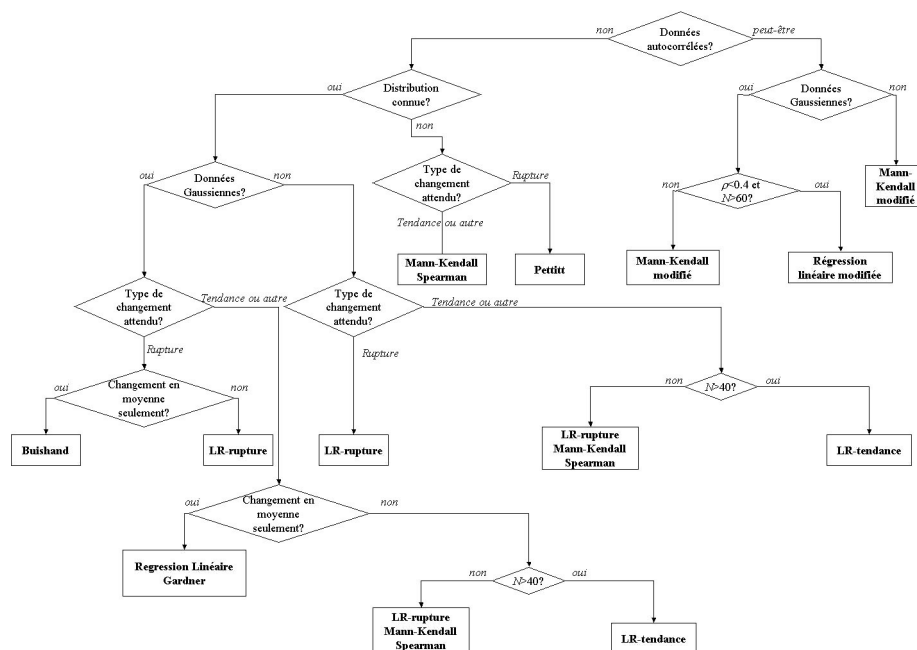 non
Données
autocorrélées?
peut-être
oui
Distribution
connue?
non
oui
Données
Gaussiennes?
non
oui
Données
Gaussiennes?
non
Type de
changement
attendu?
Rupture
Tendance ou autre
non
ρ<0.4 et
N>60?
oui
Mann-
Kendall
modifié
Mann-Kendall
Spearman
Pettitt
Mann-Kendall
modifié
Régression
linéaire modifiée
Type de
changement
attendu?
Tendance ou autre
Rupture
Type de
changement
attendu?
Tendance ou autre
Rupture
oui
Changement en
moyenne
seulement?
non
non
N>40?
oui
Buishand
LR-rupture
LR-rupture
LR-rupture
Mann-Kendall
Spearman
LR-tendance
oui
Changement en
moyenne
seulement?
non
Regression Linéaire
Gardner
non
N>40?
oui
LR-rupture
Mann-Kendall
Spearman
LR-tendance